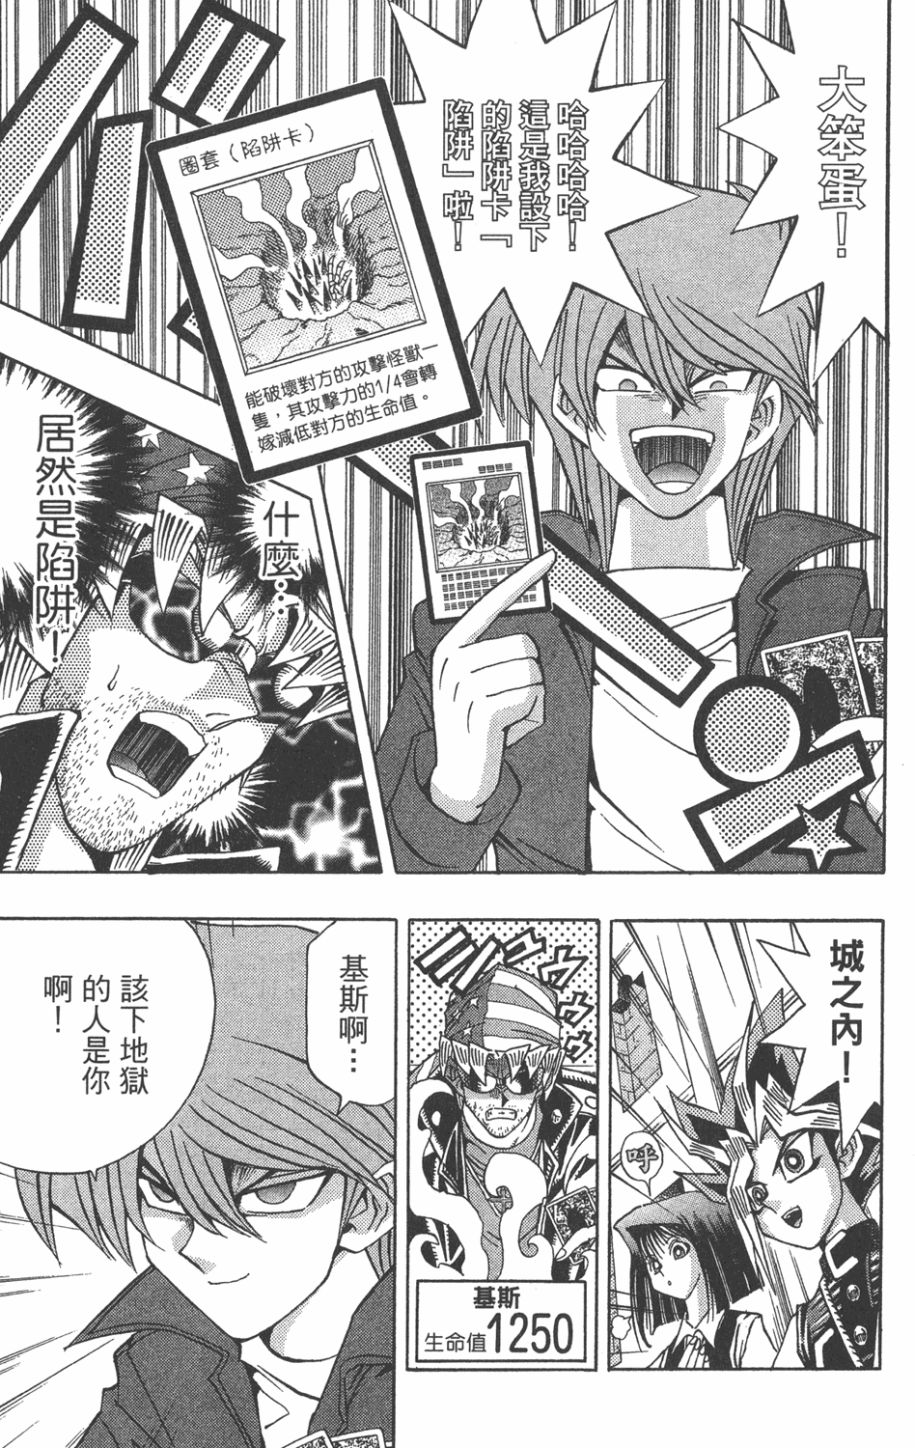 大笨蛋！
哈哈哈哈！
這是我設下
的陷阱卡「
陷阱」啦！
圈套（陷阱卡）
能破壞對方的攻擊怪獸一
隻，其攻擊力的1/4會轉
嫁減低對方的生命值。
什麼…
居然是陷阱！
城之內！
呼
基斯
生命值1250
基斯啊…
該下地獄
的人是你
啊！